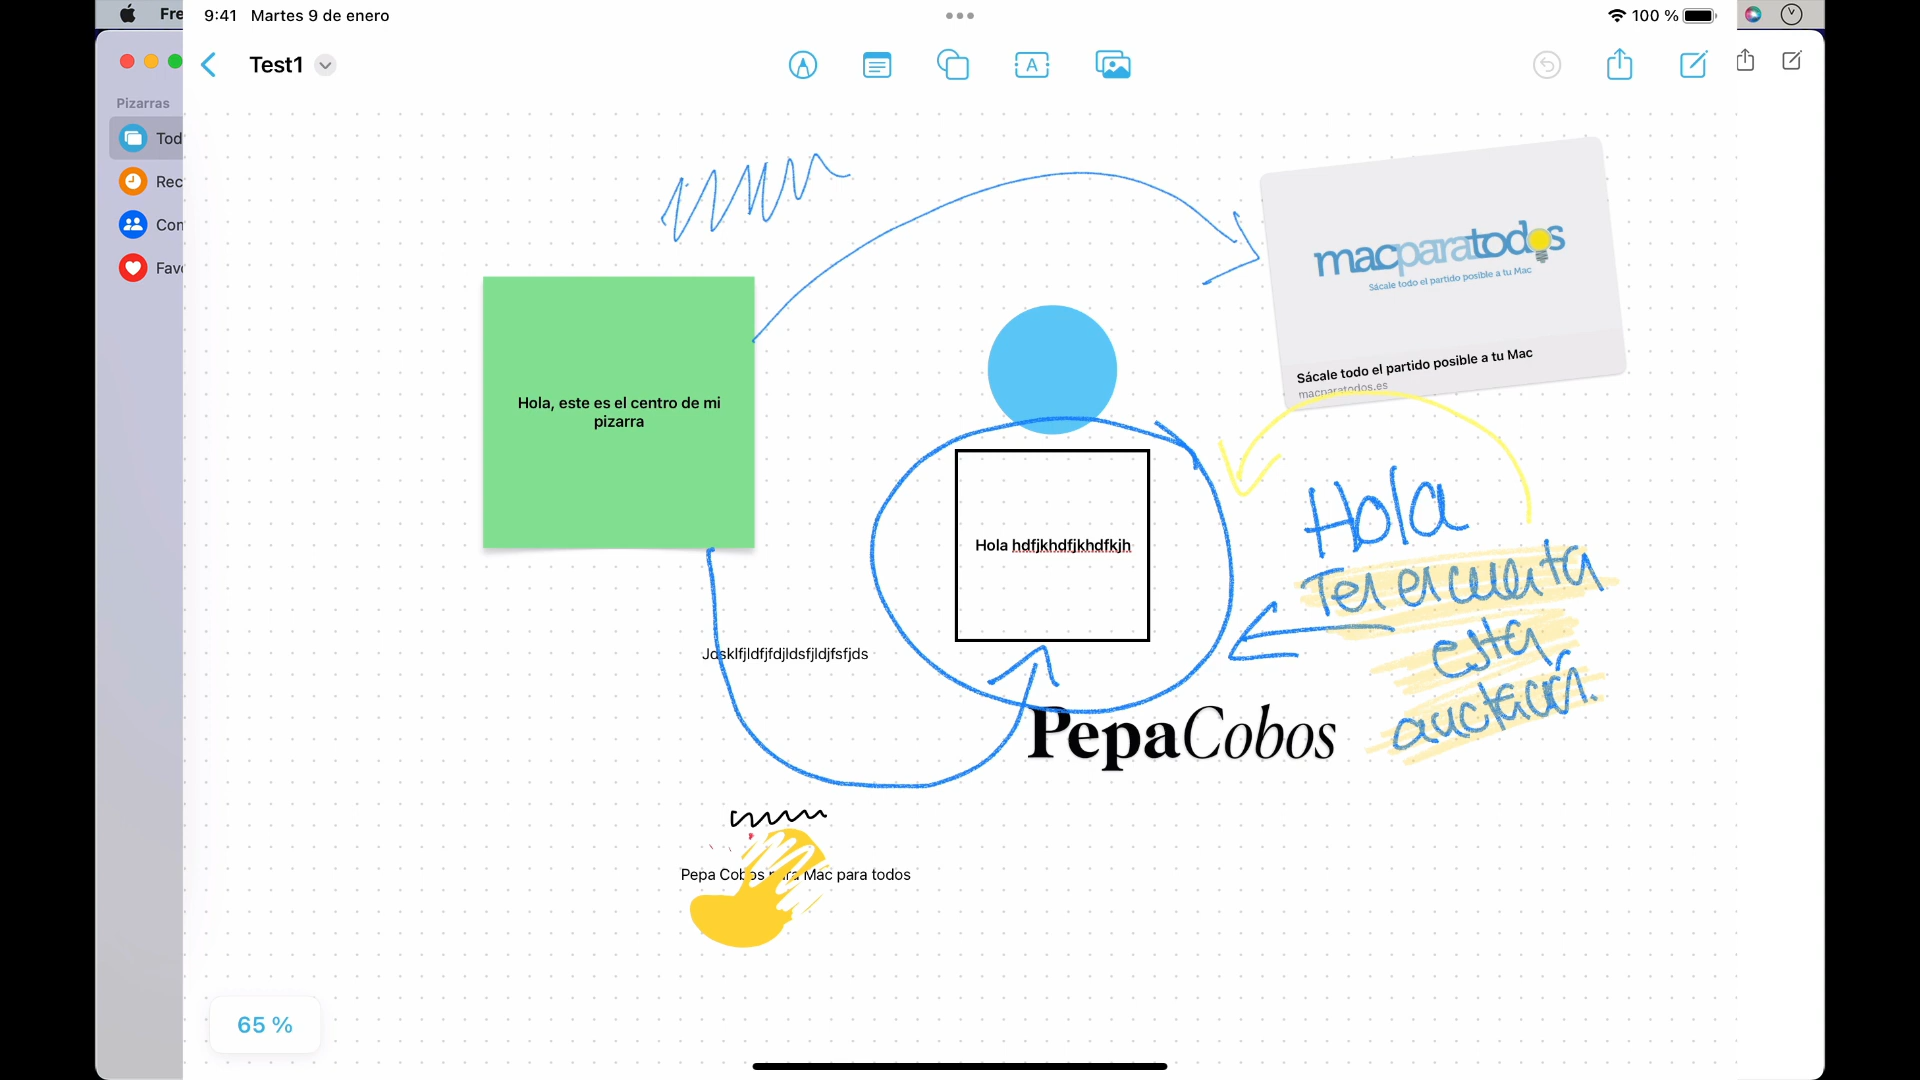 Fre
9:41 Martes 9 de enero
100 %
Test1
A
Pizarras
Tod
Rec
Con
Favo
macparatodos
Sácale todo el partido posible a tu Mac
Sácale todo el partido posible a tu Mac
macparatodos.es
Hola, este es el centro de mi
pizarra
Hola hdfjkhdfjkhdfkjh
Hola
Ten en cuenta
esta
Jdsklfjldfjfdjldsfjldjfsfjds
PepaCobos
Pepa Cobos para Mac para todos
65 %